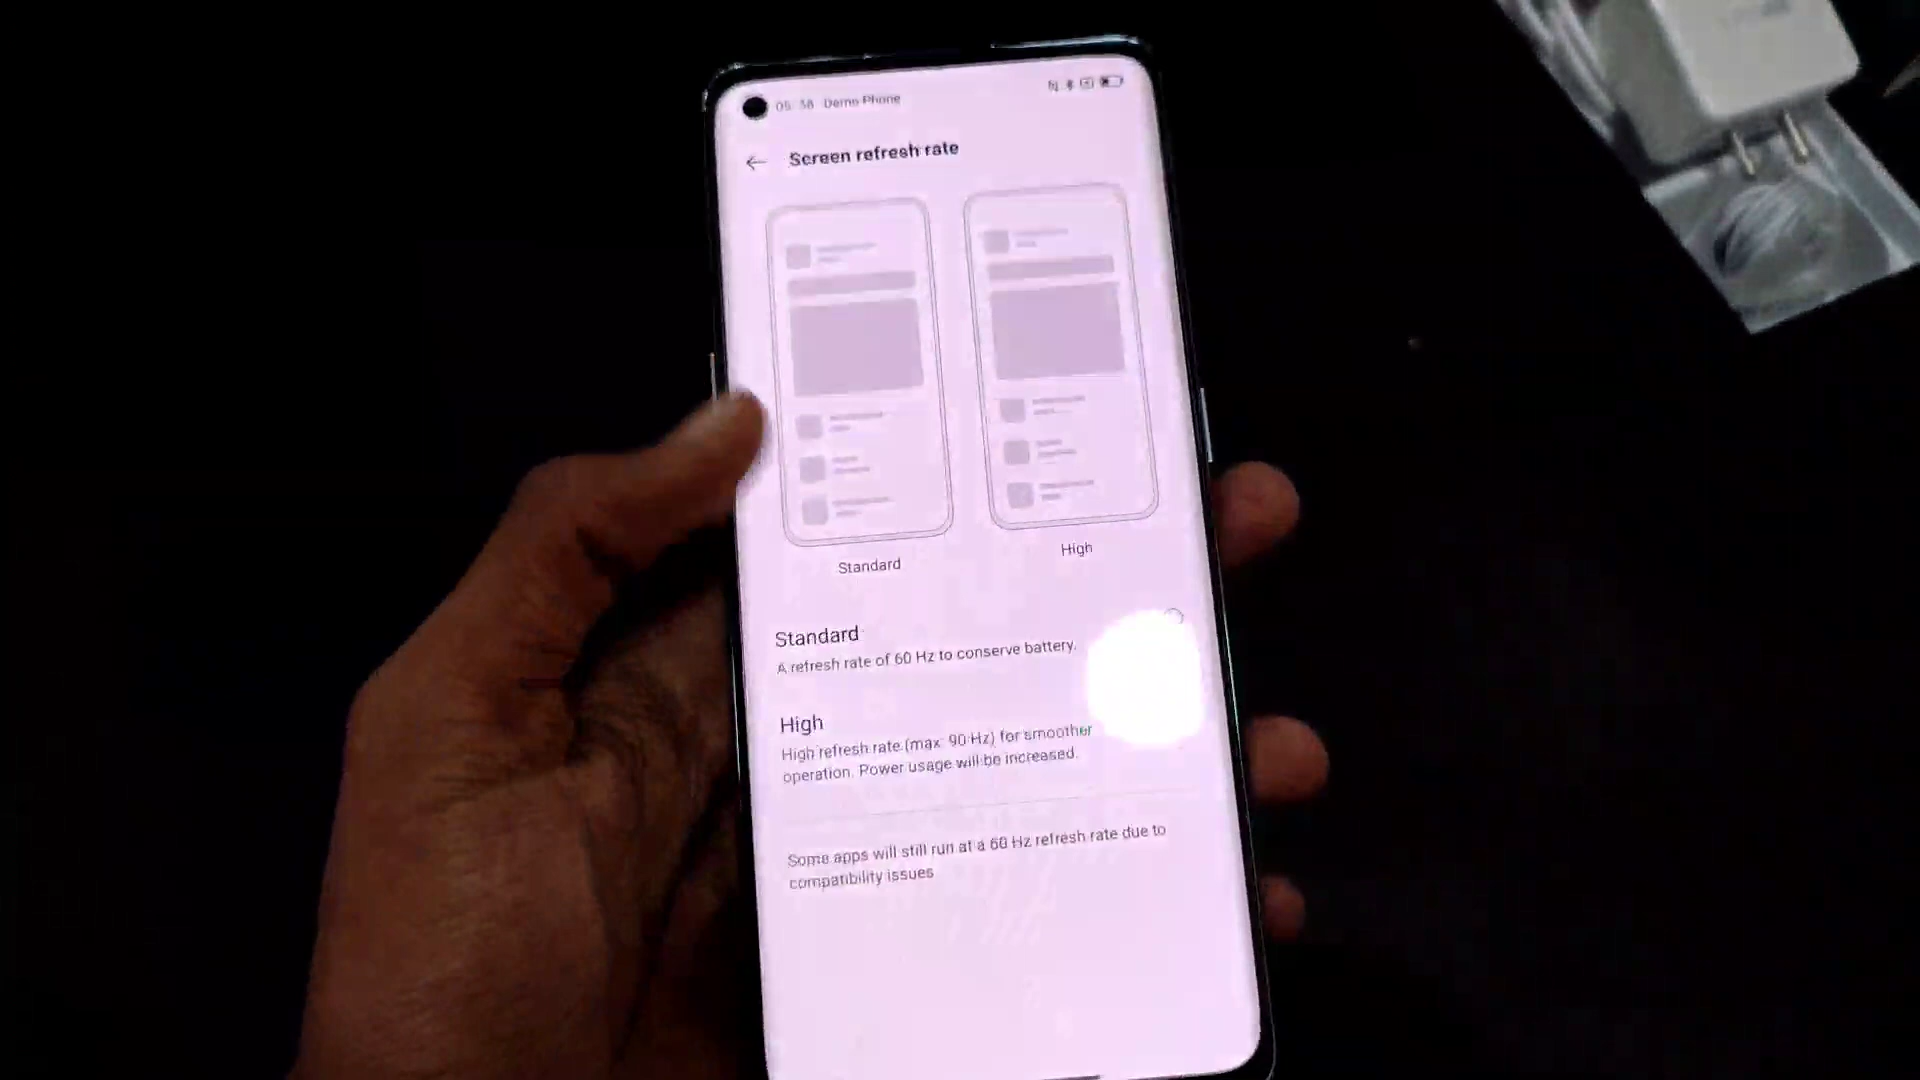 05:38 Demo Phone
Screen refresh rate
Standard
High
Standard
A refresh rate of 60 Hz to conserve battery.
High
High refresh rate (max. 90 Hz) for smoother
operation. Power usage will be increased.
Some apps will still run at a 60 Hz refresh rate due to
compatibility issues